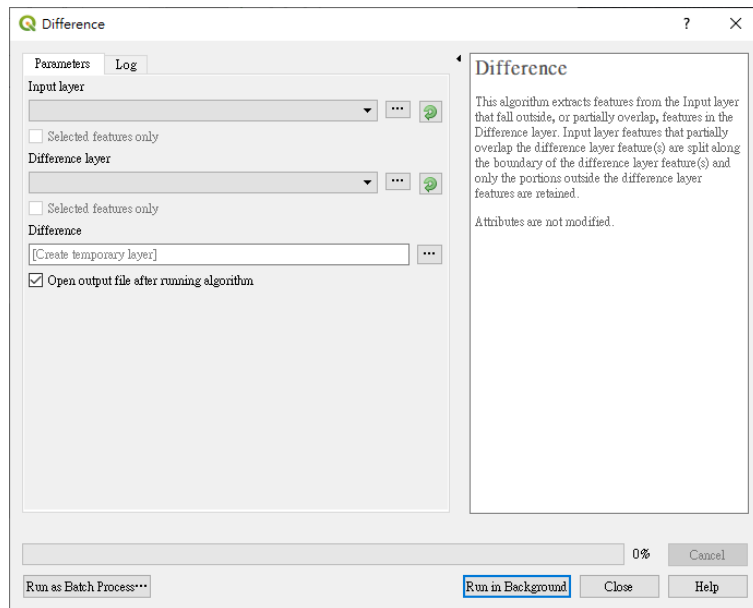 Difference
?
Parameters
Log
Input layer
...
Selected features only
Difference layer
...
Selected features only
Difference
[Create temporary layer]
...
Open output file after running algorithm
Difference
This algorithm extracts features from the Input layer
that fall outside, or partially overlap, features in the
Difference layer. Input layer features that partially
overlap the difference layer feature(s) are split along
the boundary of the difference layer feature(s) and
only the portions outside the difference layer
features are retained.
Attributes are not modified.
0%
Cancel
Run as Batch Process...
Run in Background
Close
Help